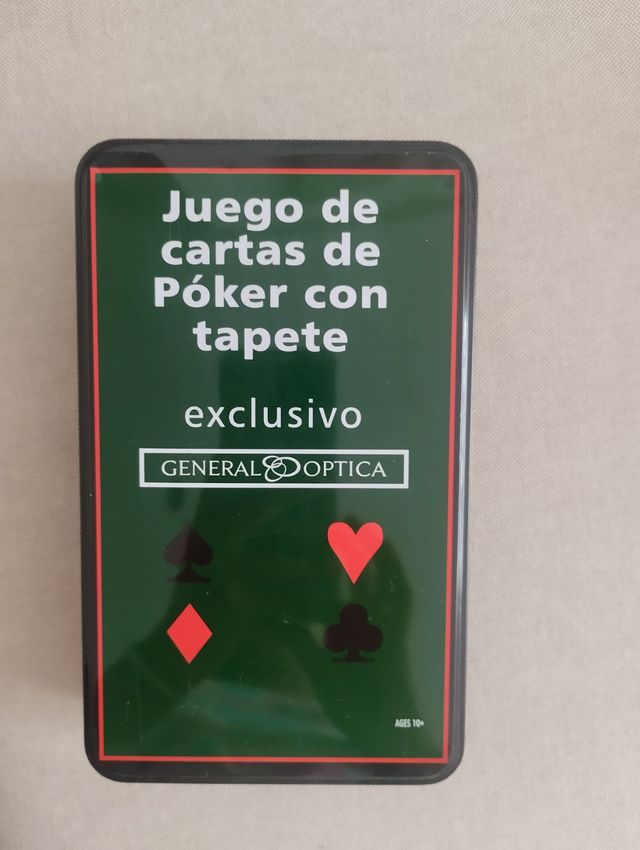 Juego de
cartas de
Póker con
tapete
exclusivo
GENERAL OPTICA
AGES 10+